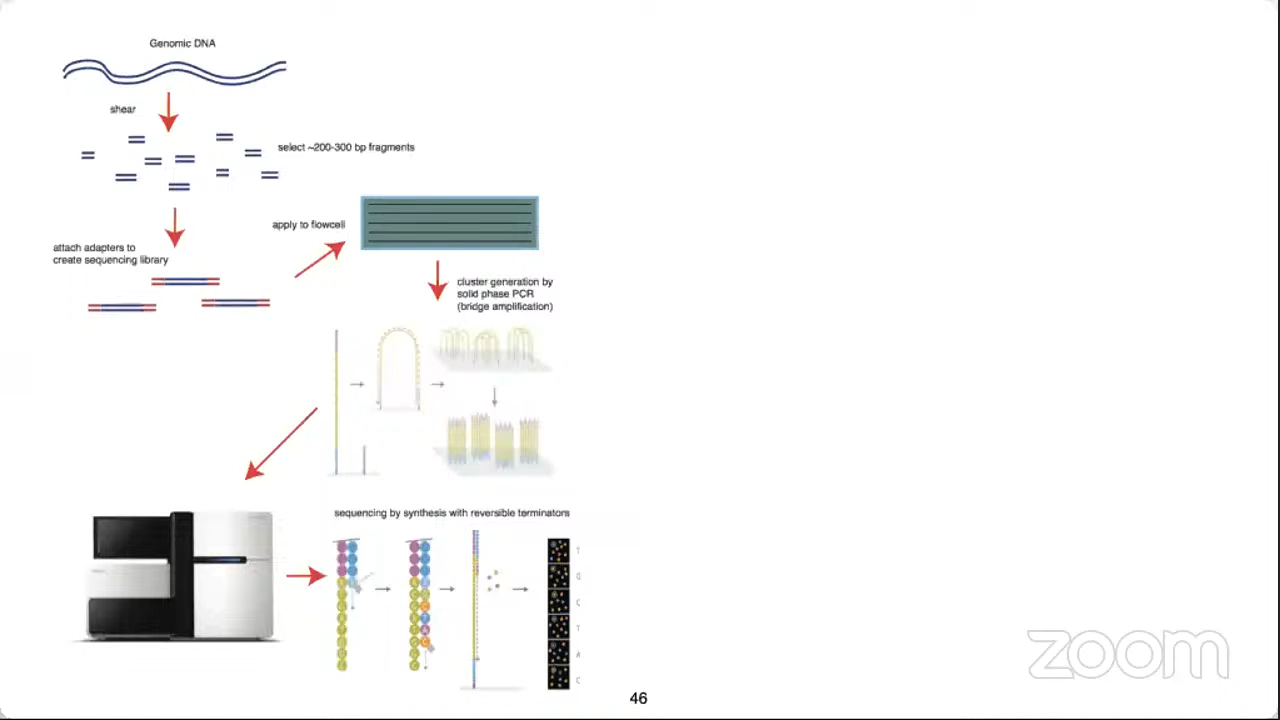 Genomic DNA
shear
select ~200-300 bp fragments
apply to flowcell
attach adapters to
create sequencing library
cluster generation by
solid phase PCR
(bridge amplification)
sequencing by synthesis with reversible terminators
46
zoom